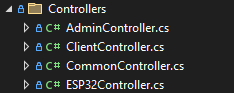 Controllers
C# AdminController.cs
C# ClientController.cs
C# CommonController.cs
C# ESP32Controller.cs